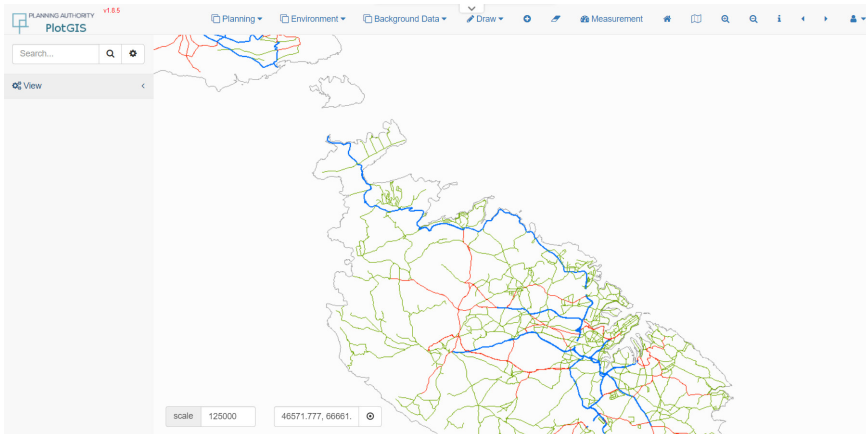 PLANNING AUTHORITY
v1.8.5
PlotGIS
Planning
Environment
Background Data
Draw
Measurement
Search...
View
scale
125000
46571.777, 66661.